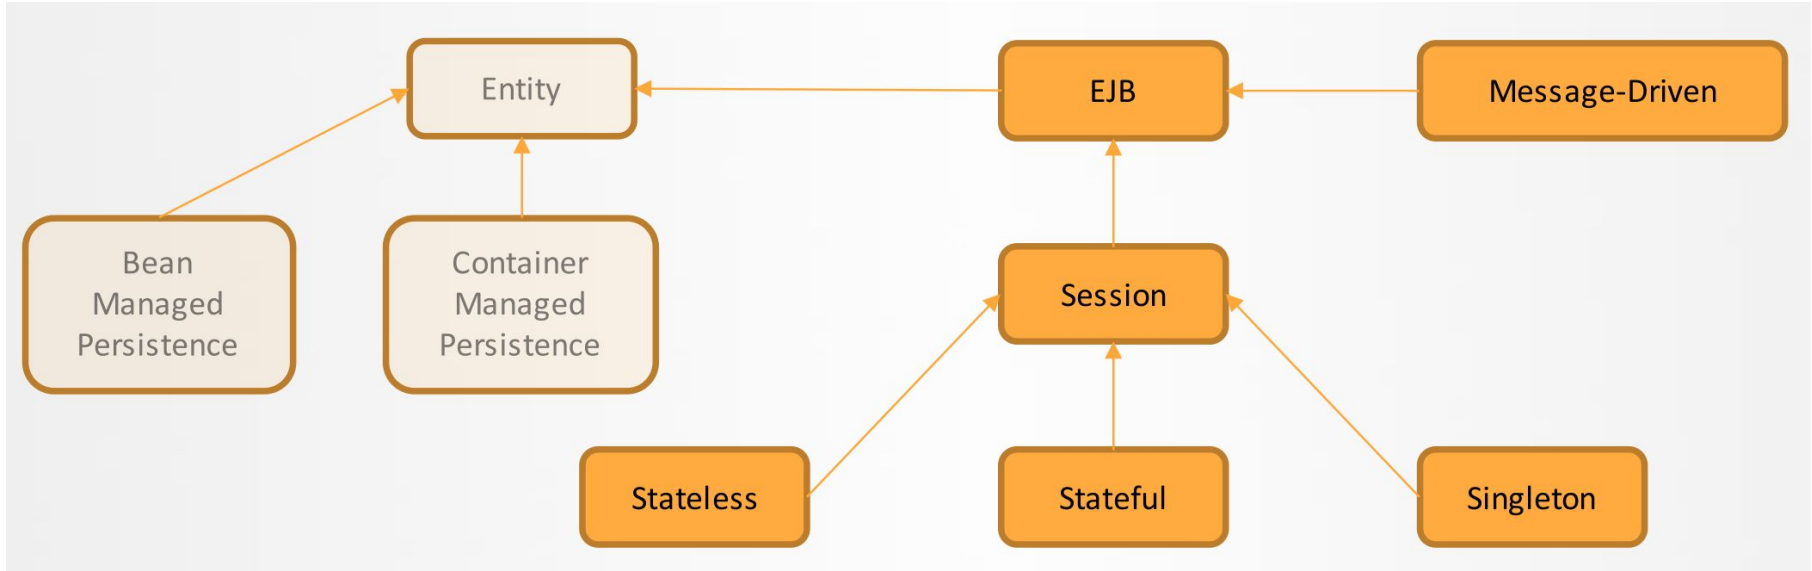 Entity
EJB
Message-Driven
Bean
Managed
Persistence
Container
Managed
Persistence
Session
Stateless
Stateful
Singleton